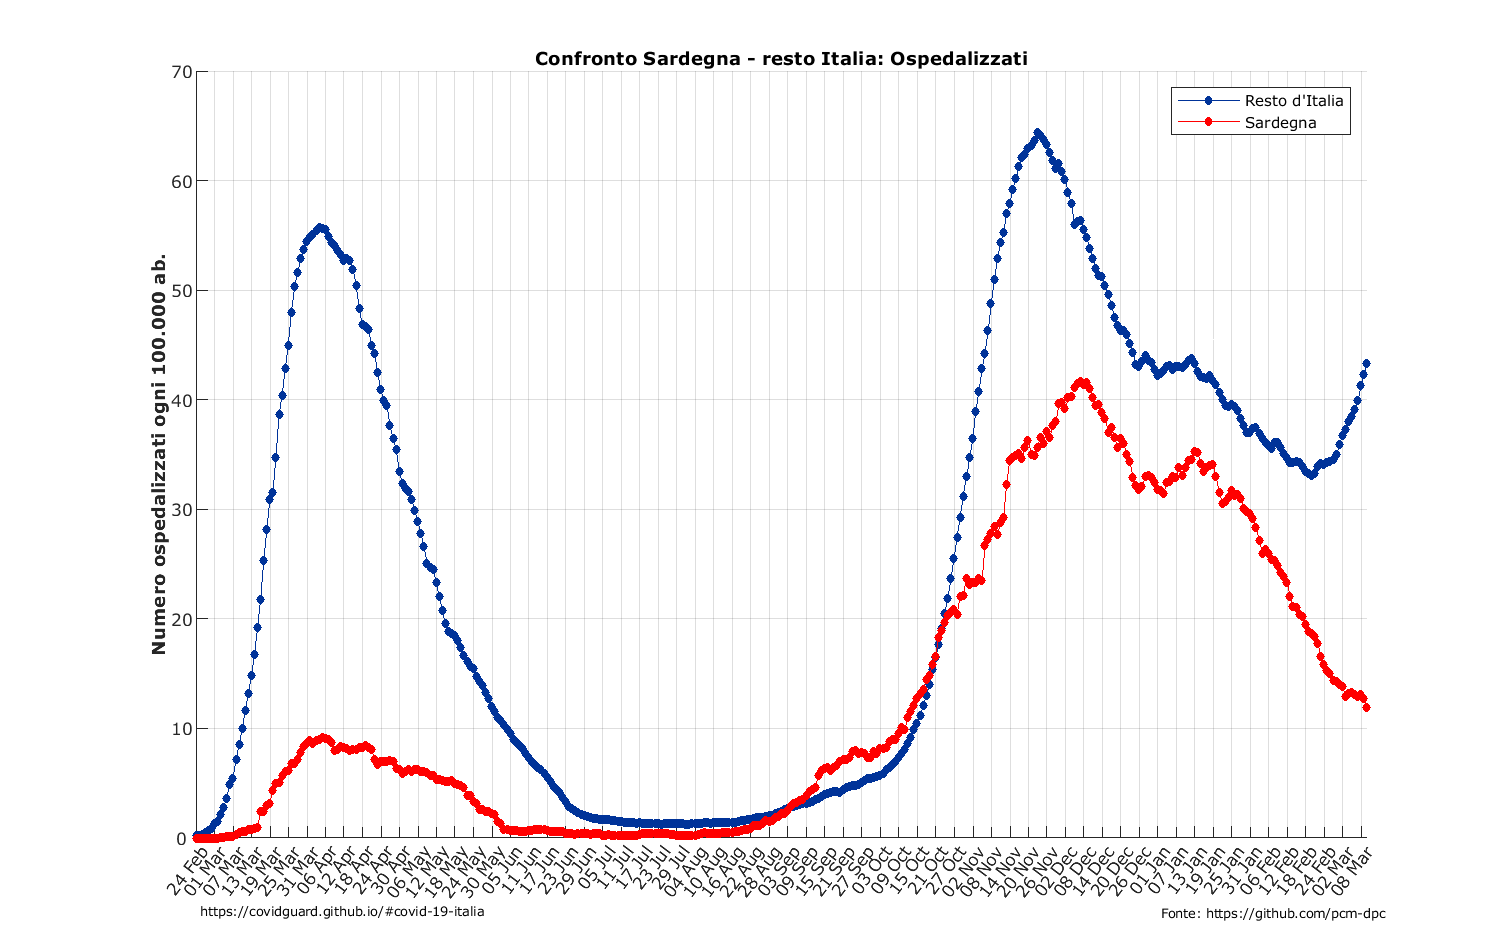 Confronto Sardegna - resto Italia: Ospedalizzati
Resto d'Italia
Sardegna
Numero ospedalizzati ogni 100.000 ab.
70
60
50
40
30
20
10
0
24 Feb
01 Mar
07 Mar
13 Mar
19 Mar
25 Mar
31 Mar
06 Apr
12 Apr
18 Apr
24 Apr
30 Apr
06 May
12 May
18 May
24 May
30 May
05 Jun
11 Jun
17 Jun
23 Jun
29 Jun
05 Jul
11 Jul
17 Jul
23 Jul
29 Jul
04 Aug
10 Aug
16 Aug
22 Aug
28 Aug
03 Sep
09 Sep
15 Sep
21 Sep
27 Sep
03 Oct
09 Oct
15 Oct
21 Oct
27 Oct
02 Nov
08 Nov
14 Nov
20 Nov
26 Nov
02 Dec
08 Dec
14 Dec
20 Dec
26 Dec
01 Jan
07 Jan
13 Jan
19 Jan
25 Jan
31 Jan
06 Feb
12 Feb
18 Feb
24 Feb
02 Mar
08 Mar
https://covidguard.github.io/#covid-19-italia
Fonte: https://github.com/pcm-dpc